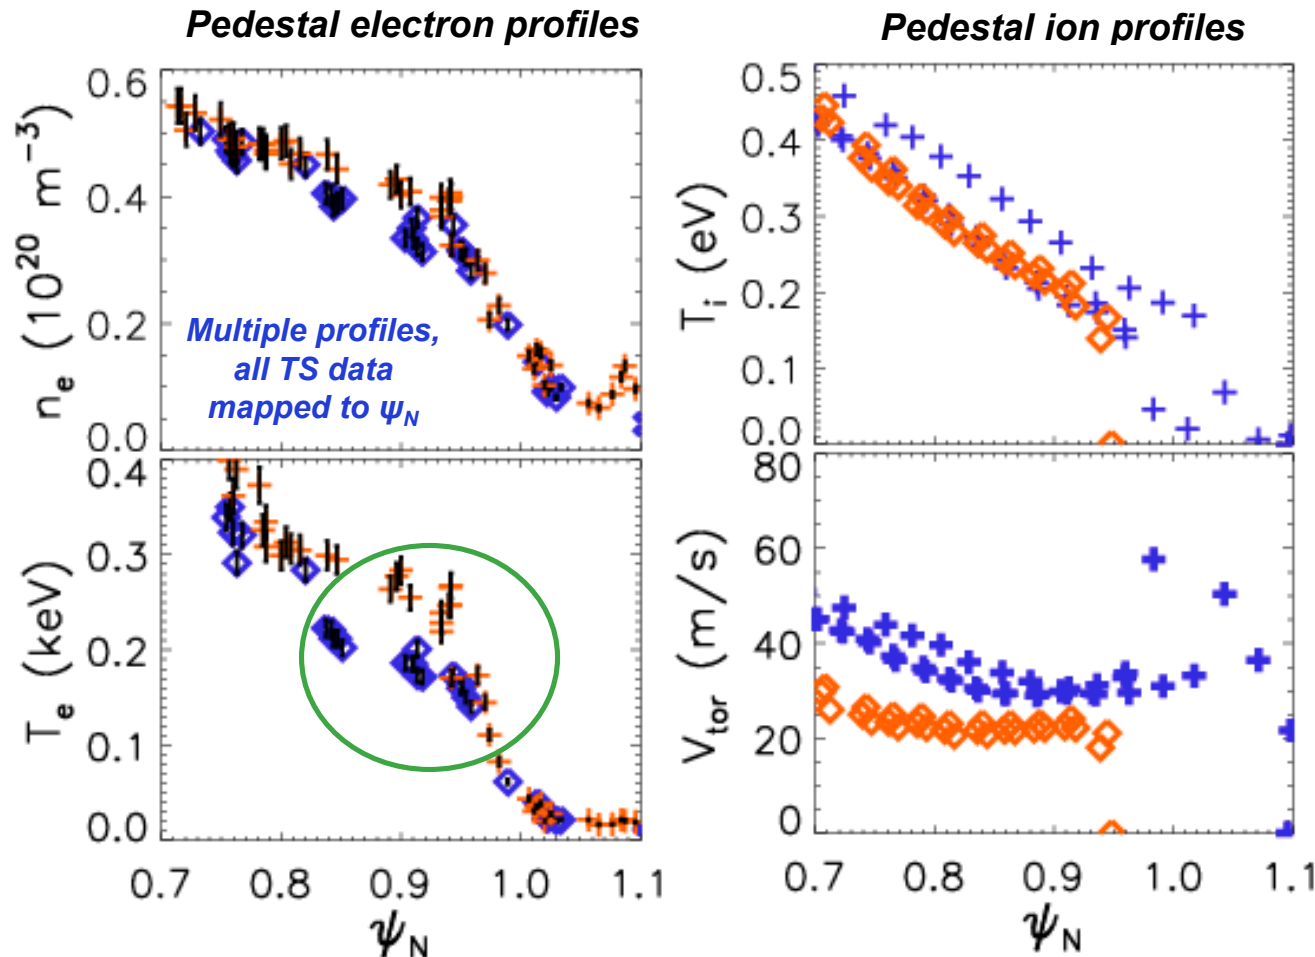 Pedestal electron profiles
Pedestal ion profiles
0.6
0.4
0.2
0.0
n_e (10^20 m^-3)
Multiple profiles,
all TS data
mapped to ψ_N
0.4
0.3
0.2
0.1
0.0
T_e (keV)
0.7 0.8 0.9 1.0 1.1
ψ_N
0.5
0.4
0.3
0.2
0.1
0.0
T_i (eV)
80
60
40
20
0
V_tor (m/s)
0.7 0.8 0.9 1.0 1.1
ψ_N